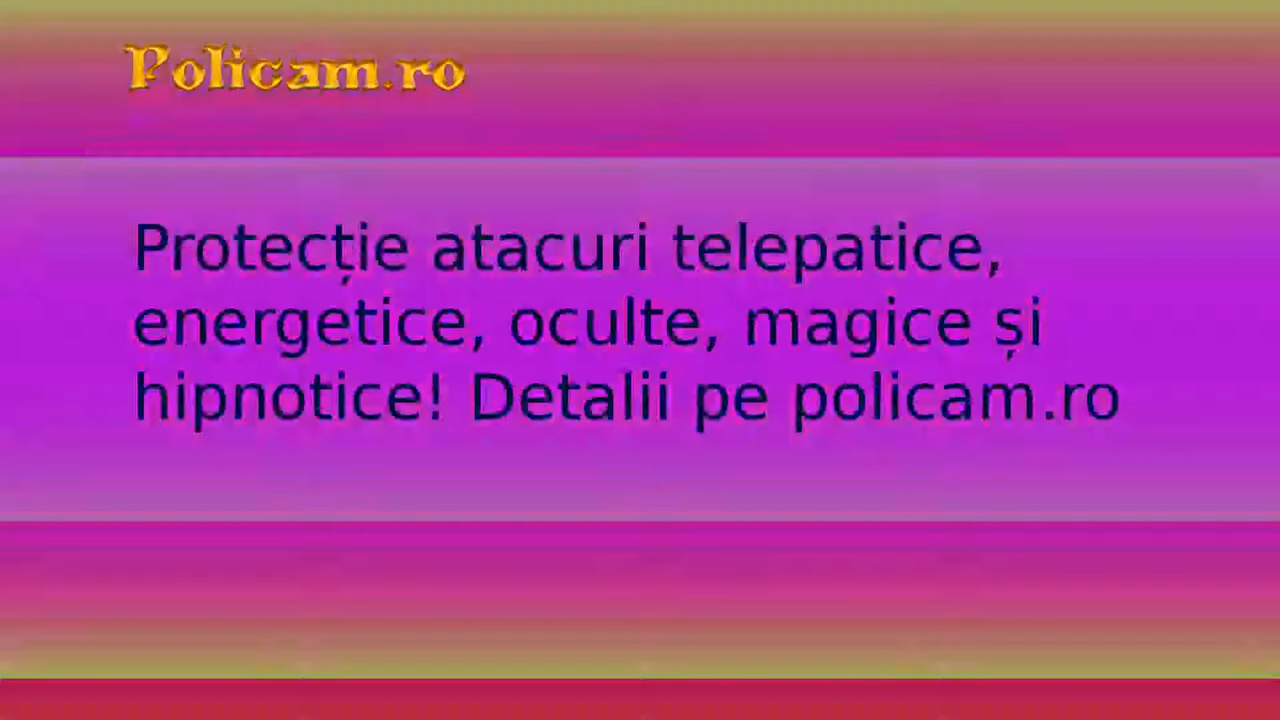 Policam.ro
Protecție atacuri telepatice,
energetice, oculte, magice și
hipnotice! Detalii pe policam.ro